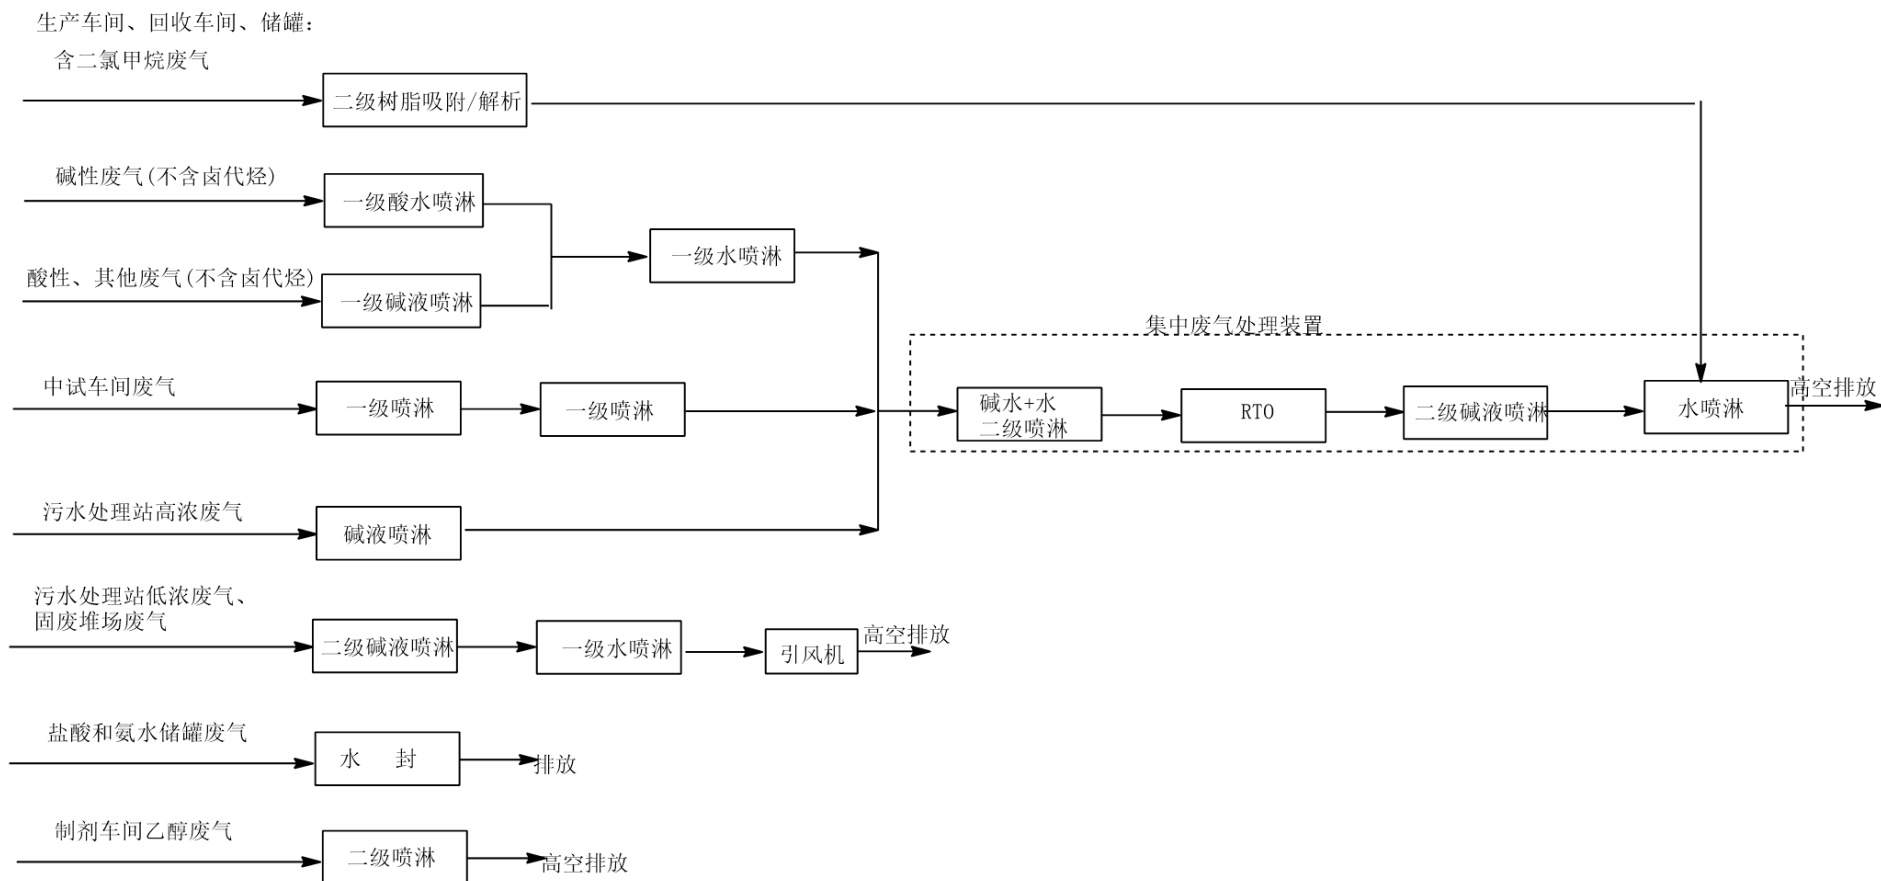 生产车间、回收车间、储罐：
含二氯甲烷废气
二级树脂吸附/解析
碱性废气(不含卤代烃)
一级酸水喷淋
一级水喷淋
酸性、其他废气(不含卤代烃)
一级碱液喷淋
集中废气处理装置
中试车间废气
一级喷淋
一级喷淋
碱水+水
二级喷淋
RTO
二级碱液喷淋
水喷淋
高空排放
污水处理站高浓废气
碱液喷淋
污水处理站低浓废气、
固废堆场废气
二级碱液喷淋
一级水喷淋
引风机
高空排放
盐酸和氨水储罐废气
水 封
排放
制剂车间乙醇废气
二级喷淋
高空排放